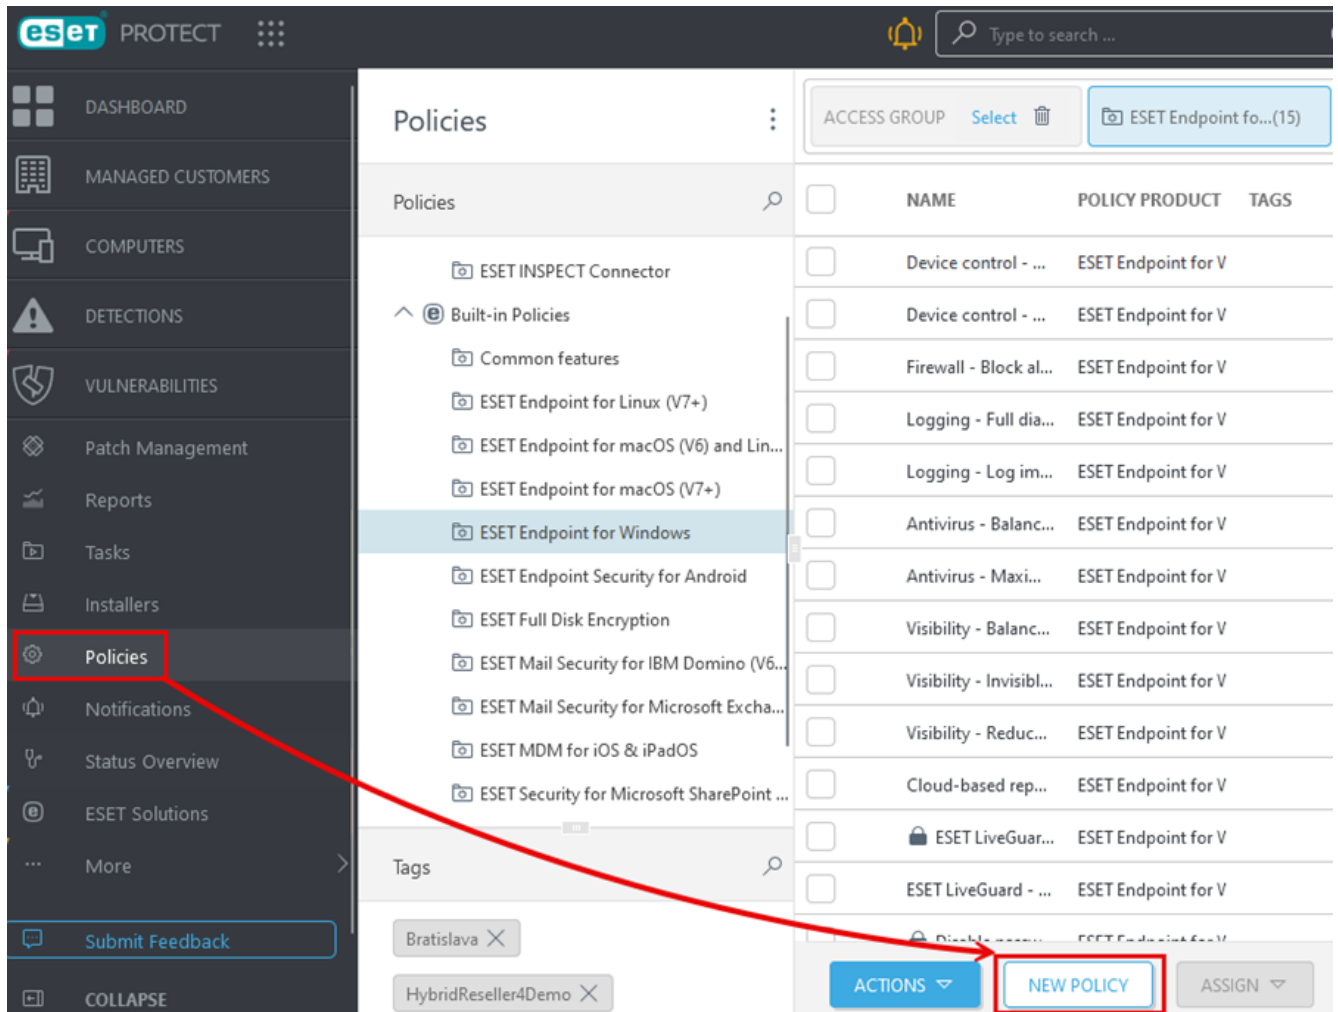 eset PROTECT
Type to search ...
DASHBOARD
MANAGED CUSTOMERS
COMPUTERS
DETECTIONS
VULNERABILITIES
Patch Management
Reports
Tasks
Installers
Policies
Notifications
Status Overview
ESET Solutions
More
Submit Feedback
COLLAPSE
Policies
Policies
ESET INSPECT Connector
Built-in Policies
Common features
ESET Endpoint for Linux (V7+)
ESET Endpoint for macOS (V6) and Lin...
ESET Endpoint for macOS (V7+)
ESET Endpoint for Windows
ESET Endpoint Security for Android
ESET Full Disk Encryption
ESET Mail Security for IBM Domino (V6...
ESET Mail Security for Microsoft Excha...
ESET MDM for iOS & iPadOS
ESET Security for Microsoft SharePoint ...
Tags
Bratislava
HybridReseller4Demo
ACCESS GROUP Select
ESET Endpoint fo...(15)
NAME POLICY PRODUCT TAGS
Device control - ... ESET Endpoint for V
Device control - ... ESET Endpoint for V
Firewall - Block al... ESET Endpoint for V
Logging - Full dia... ESET Endpoint for V
Logging - Log im... ESET Endpoint for V
Antivirus - Balanc... ESET Endpoint for V
Antivirus - Maxi... ESET Endpoint for V
Visibility - Balanc... ESET Endpoint for V
Visibility - Invisibl... ESET Endpoint for V
Visibility - Reduc... ESET Endpoint for V
Cloud-based rep... ESET Endpoint for V
ESET LiveGuar... ESET Endpoint for V
ESET LiveGuard - ... ESET Endpoint for V
ESET Endpoint for V
ACTIONS NEW POLICY ASSIGN